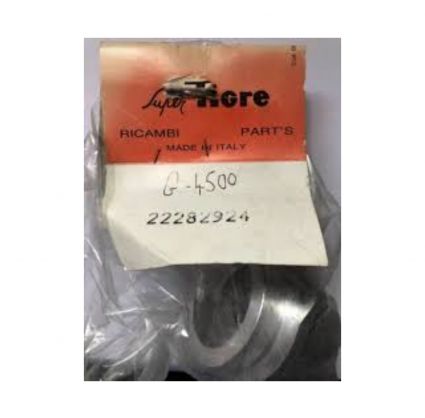 Super Tigre
RICAMBI PART'S
MADE IN ITALY
G-4500
22282924